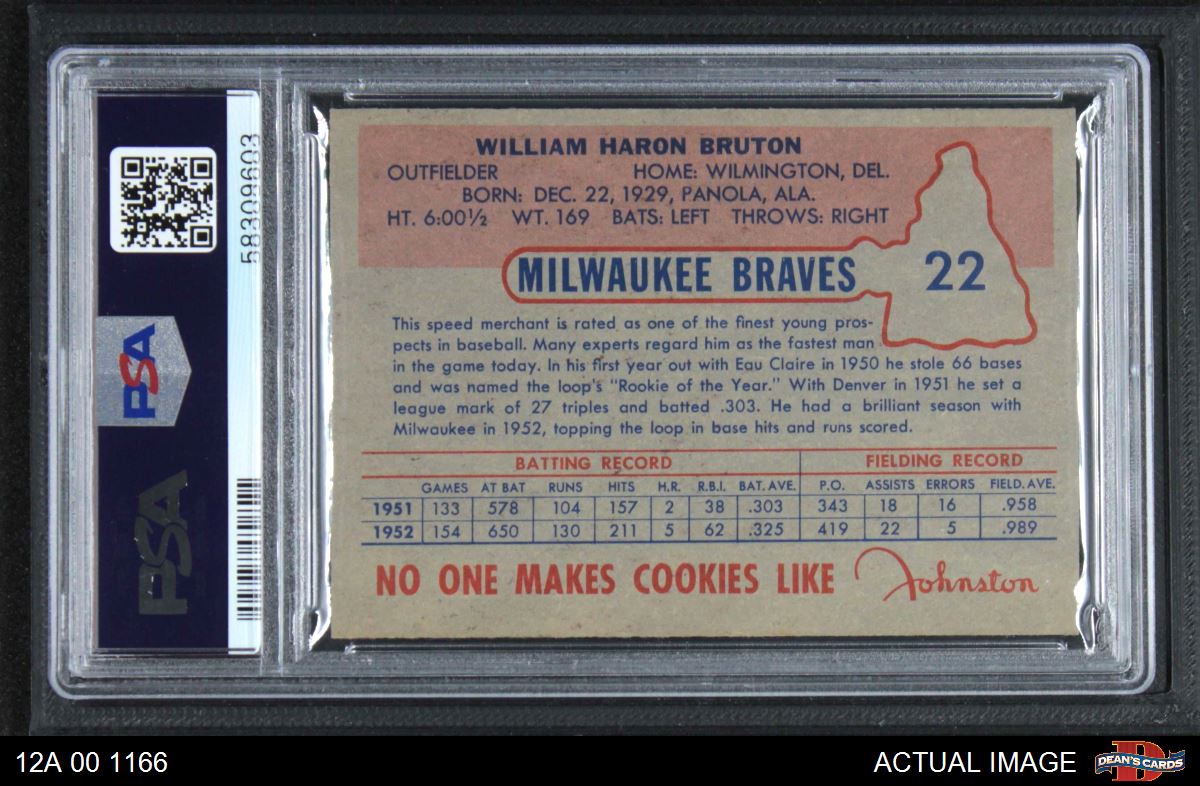 PSA
58309603
PSA
WILLIAM HARON BRUTON
OUTFIELDER HOME: WILMINGTON, DEL.
BORN: DEC. 22, 1929, PANOLA, ALA.
HT. 6:00½ WT. 169 BATS: LEFT THROWS: RIGHT
MILWAUKEE BRAVES
22
This speed merchant is rated as one of the finest young pros-
pects in baseball. Many experts regard him as the fastest man
in the game today. In his first year out with Eau Claire in 1950 he stole 66 bases
and was named the loop's "Rookie of the Year." With Denver in 1951 he set a
league mark of 27 triples and batted .303. He had a brilliant season with
Milwaukee in 1952, topping the loop in base hits and runs scored.
BATTING RECORD FIELDING RECORD
GAMES AT BAT RUNS HITS H.R. R.B.I. BAT. AVE. P.O. ASSISTS ERRORS FIELD. AVE.
1951 133 578 104 157 2 38 .303 343 18 16 .958
1952 154 650 130 211 5 62 .325 419 22 5 .989
NO ONE MAKES COOKIES LIKE Johnston
12A 00 1166 ACTUAL IMAGE
D
DEAN'S CARDS